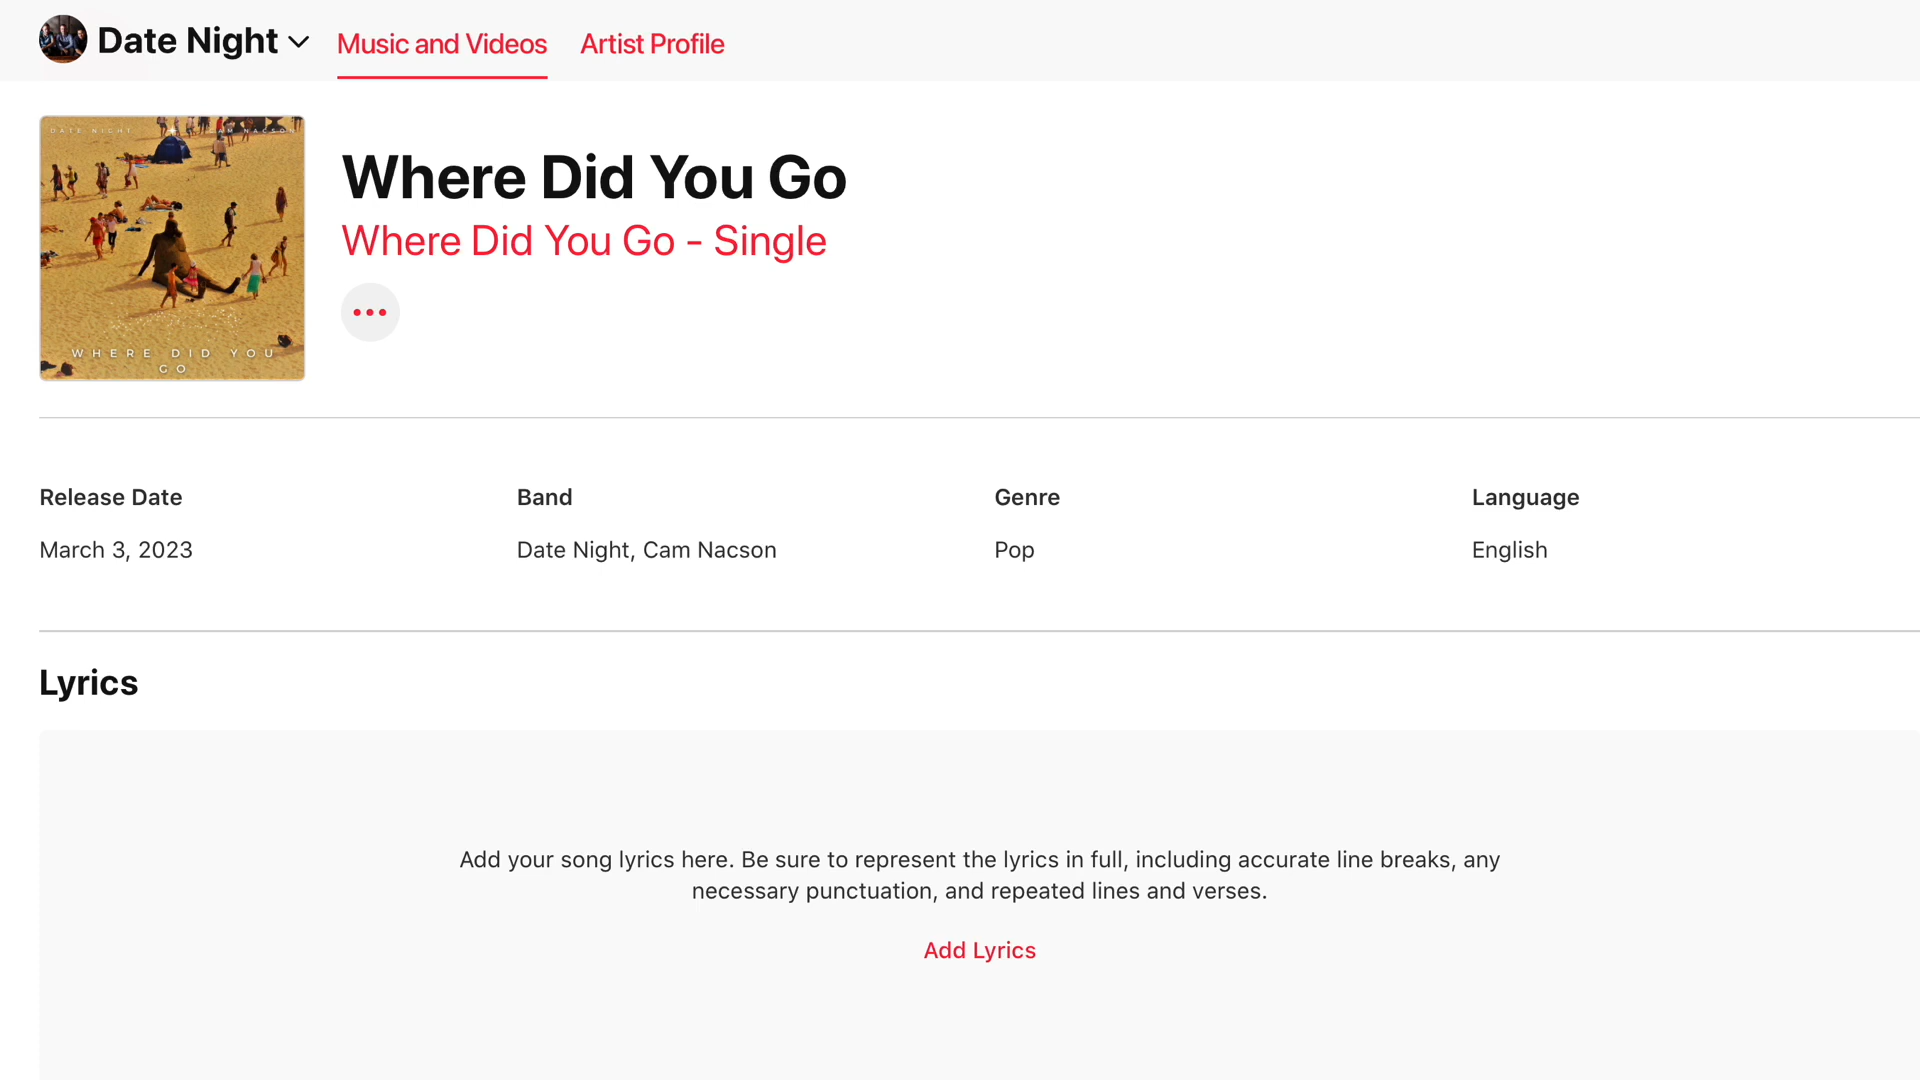 Date Night
Music and Videos
Artist Profile
DATE NIGHT
CAM NACSON
WHERE DID YOU
GO
Where Did You Go
Where Did You Go - Single
Release Date
Band
Genre
Language
March 3, 2023
Date Night, Cam Nacson
Pop
English
Lyrics
Add your song lyrics here. Be sure to represent the lyrics in full, including accurate line breaks, any
necessary punctuation, and repeated lines and verses.
Add Lyrics